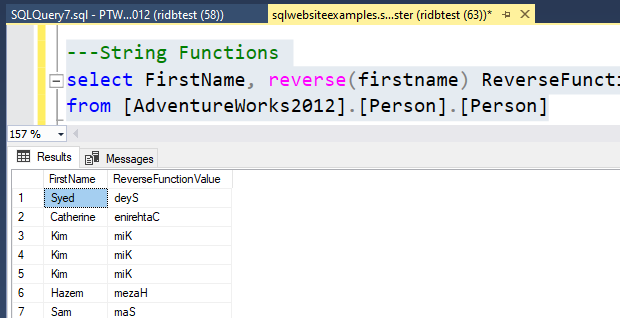 SQLQuery7.sql - PTW...012 (ridbtest (58)) sqlwebsiteexamples.s...ster (ridbtest (63))*
---String Functions
select FirstName, reverse(firstname) ReverseFuncti
from [AdventureWorks2012].[Person].[Person]
157 %
Results Messages
FirstName ReverseFunctionValue
1 Syed deyS
2 Catherine enirehtaC
3 Kim miK
4 Kim miK
5 Kim miK
6 Hazem mezaH
7 Sam maS